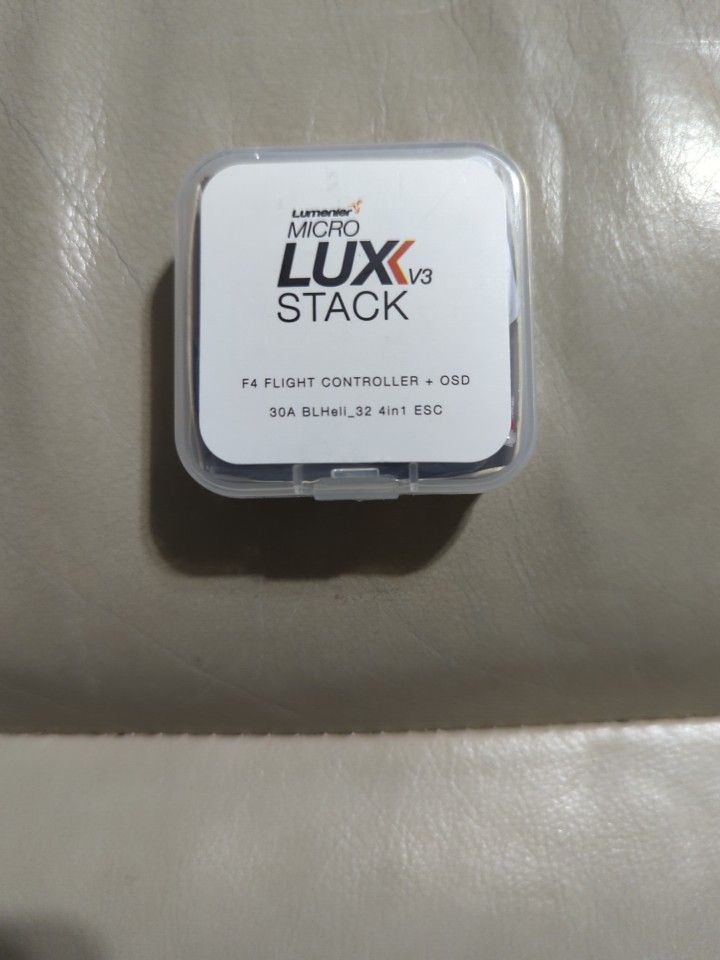 Lumenier
MICRO
LUX V3
STACK
F4 FLIGHT CONTROLLER + OSD
30A BLHeli_32 4in1 ESC